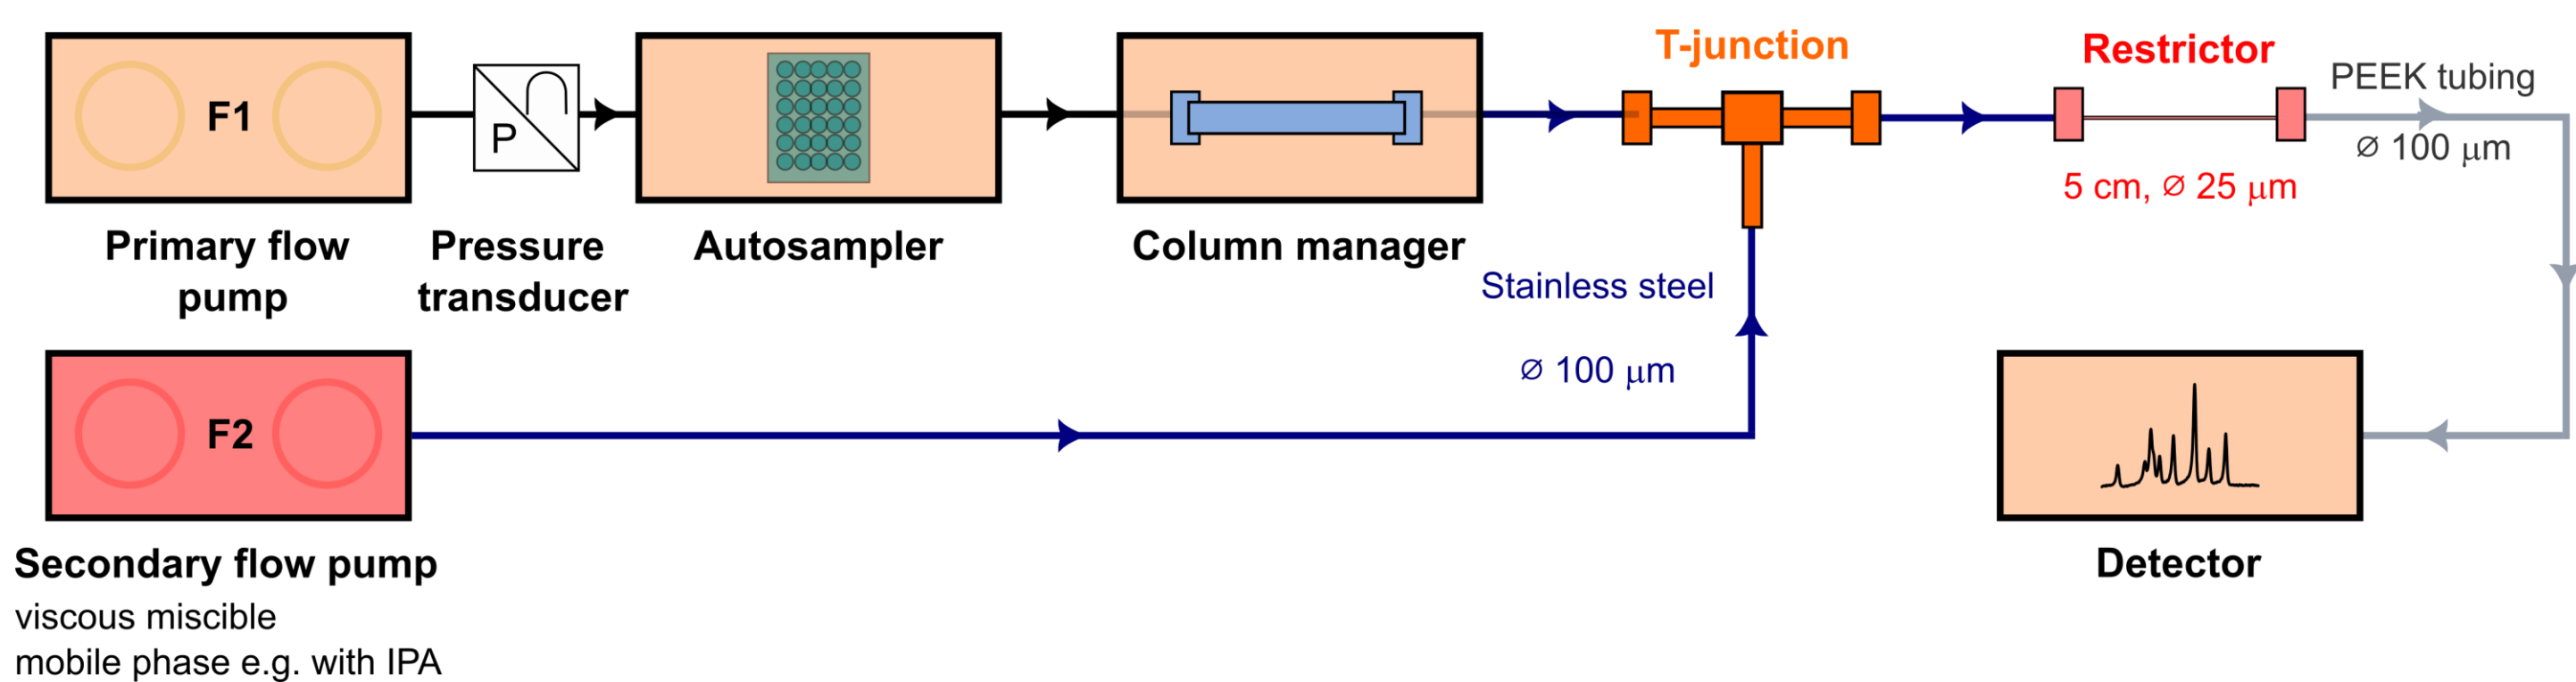 F1
P
Primary flow
pump
Pressure
transducer
Autosampler
Column manager
T-junction
Restrictor
5 cm, ∅ 25 μm
PEEK tubing
∅ 100 μm
Stainless steel
∅ 100 μm
F2
Secondary flow pump
viscous miscible
mobile phase e.g. with IPA
Detector